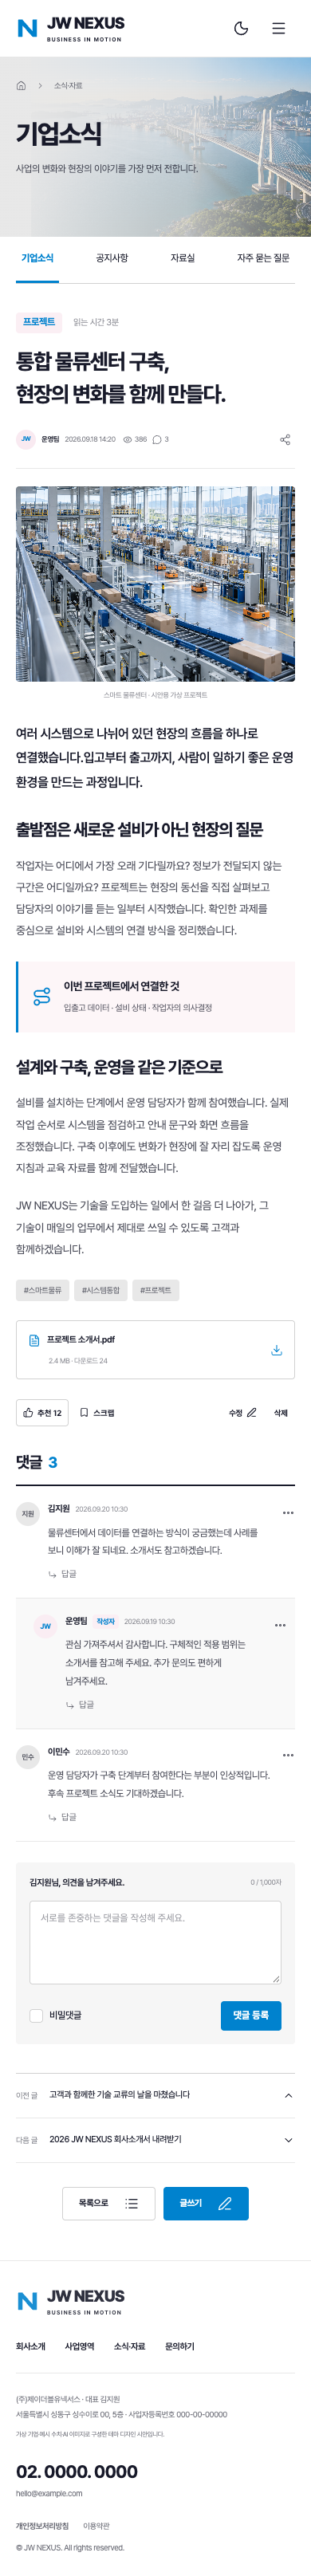 JW NEXUS
BUSINESS IN MOTION
소식·자료
기업소식
사업의 변화와 현장의 이야기를 가장 먼저 전합니다.
기업소식 공지사항 자료실 자주 묻는 질문
프로젝트 읽는 시간 3분
통합 물류센터 구축,
현장의 변화를 함께 만들다.
JW 운영팀 2026.09.18 14:20 386 3
스마트 물류센터 · 시안용 가상 프로젝트
여러 시스템으로 나뉘어 있던 현장의 흐름을 하나로
연결했습니다.입고부터 출고까지, 사람이 일하기 좋은 운영
환경을 만드는 과정입니다.
출발점은 새로운 설비가 아닌 현장의 질문
작업자는 어디에서 가장 오래 기다릴까요? 정보가 전달되지 않는
구간은 어디일까요? 프로젝트는 현장의 동선을 직접 살펴보고
담당자의 이야기를 듣는 일부터 시작했습니다. 확인한 과제를
중심으로 설비와 시스템의 연결 방식을 정리했습니다.
이번 프로젝트에서 연결한 것
입출고 데이터 · 설비 상태 · 작업자의 의사결정
설계와 구축, 운영을 같은 기준으로
설비를 설치하는 단계에서 운영 담당자가 함께 참여했습니다. 실제
작업 순서로 시스템을 점검하고 안내 문구와 화면 흐름을
조정했습니다. 구축 이후에도 변화가 현장에 잘 자리 잡도록 운영
지침과 교육 자료를 함께 전달했습니다.
JW NEXUS는 기술을 도입하는 일에서 한 걸음 더 나아가, 그
기술이 매일의 업무에서 제대로 쓰일 수 있도록 고객과
함께하겠습니다.
#스마트물류 #시스템통합 #프로젝트
프로젝트 소개서.pdf
2.4 MB · 다운로드 24
추천 12 스크랩 수정 삭제
댓글 3
지원 김지원 2026.09.20 10:30
물류센터에서 데이터를 연결하는 방식이 궁금했는데 사례를
보니 이해가 잘 되네요. 소개서도 참고하겠습니다.
답글
JW 운영팀 작성자 2026.09.19 10:30
관심 가져주셔서 감사합니다. 구체적인 적용 범위는
소개서를 참고해 주세요. 추가 문의도 편하게
남겨주세요.
답글
민수 이민수 2026.09.20 10:30
운영 담당자가 구축 단계부터 참여한다는 부분이 인상적입니다.
후속 프로젝트 소식도 기대하겠습니다.
답글
김지원님, 의견을 남겨주세요. 0 / 1,000자
서로를 존중하는 댓글을 작성해 주세요.
비밀댓글 댓글 등록
이전 글 고객과 함께한 기술 교류의 날을 마쳤습니다
다음 글 2026 JW NEXUS 회사소개서 내려받기
목록으로 글쓰기
JW NEXUS
BUSINESS IN MOTION
회사소개 사업영역 소식·자료 문의하기
(주)제이더블유넥서스 · 대표 김지원
서울특별시 성동구 성수이로 00, 5층 · 사업자등록번호 000-00-00000
가상 기업·예시 수치·AI 이미지로 구성한 테마 디자인 시안입니다.
02. 0000. 0000
hello@example.com
개인정보처리방침 이용약관
© JW NEXUS. All rights reserved.